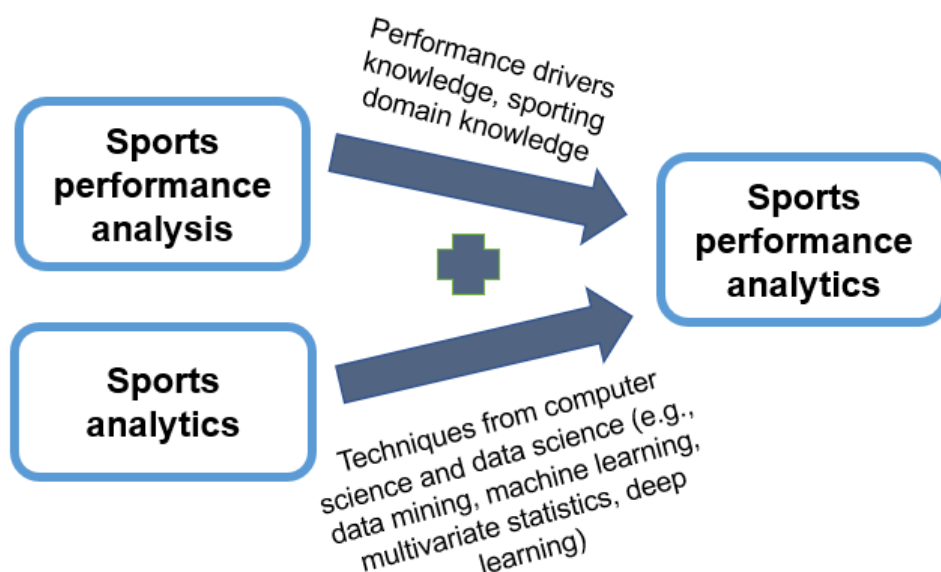 Performance drivers
knowledge, sporting
domain knowledge
Sports
performance
analysis
Sports
performance
analytics
Sports
analytics
Techniques from computer
science and data science (e.g.,
data mining, machine learning,
multivariate statistics, deep
learning)